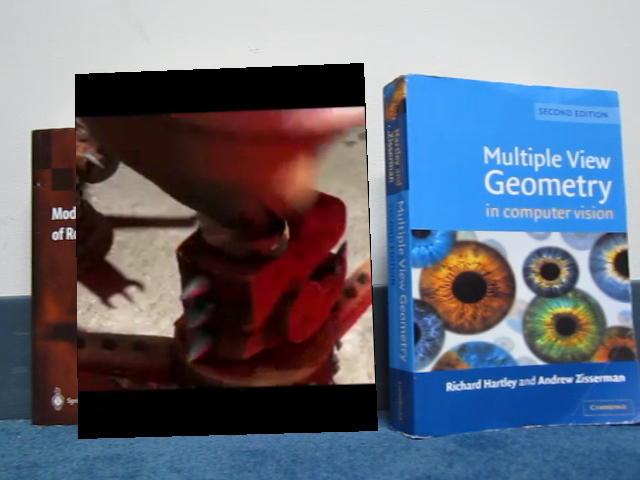 Mod
of Ro
Hartley and
Zisserman
Multiple View Geometry
SECOND EDITION
Multiple View
Geometry
in computer vision
Richard Hartley and Andrew Zisserman
CAMBRIDGE